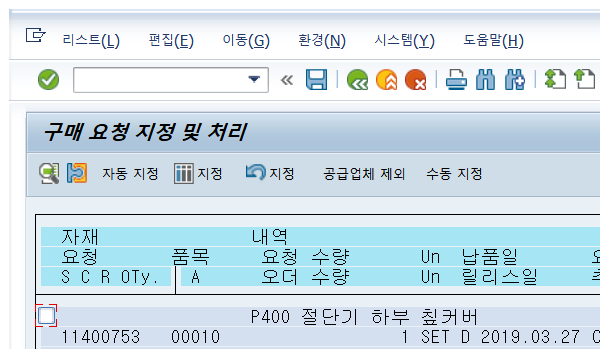 리스트(L) 편집(E) 이동(G) 환경(N) 시스템(Y) 도움말(H)
구매 요청 지정 및 처리
자동 지정 지정 지정 공급업체 제외 수동 지정
자재 내역
요청 품목 요청 수량 Un 납품일
S C R OTy. A 오더 수량 Un 릴리스일
P400 절단기 하부 칲커버
11400753 00010 1 SET D 2019.03.27